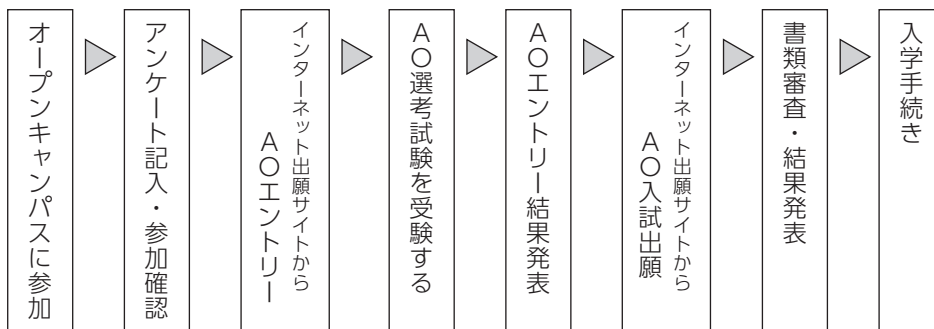 オープンキャンパスに参加
アンケート記入・参加確認
インターネット出願サイトから
AOエントリー
AO選考試験を受験する
AOエントリー結果発表
インターネット出願サイトから
AO入試出願
書類審査・結果発表
入学手続き